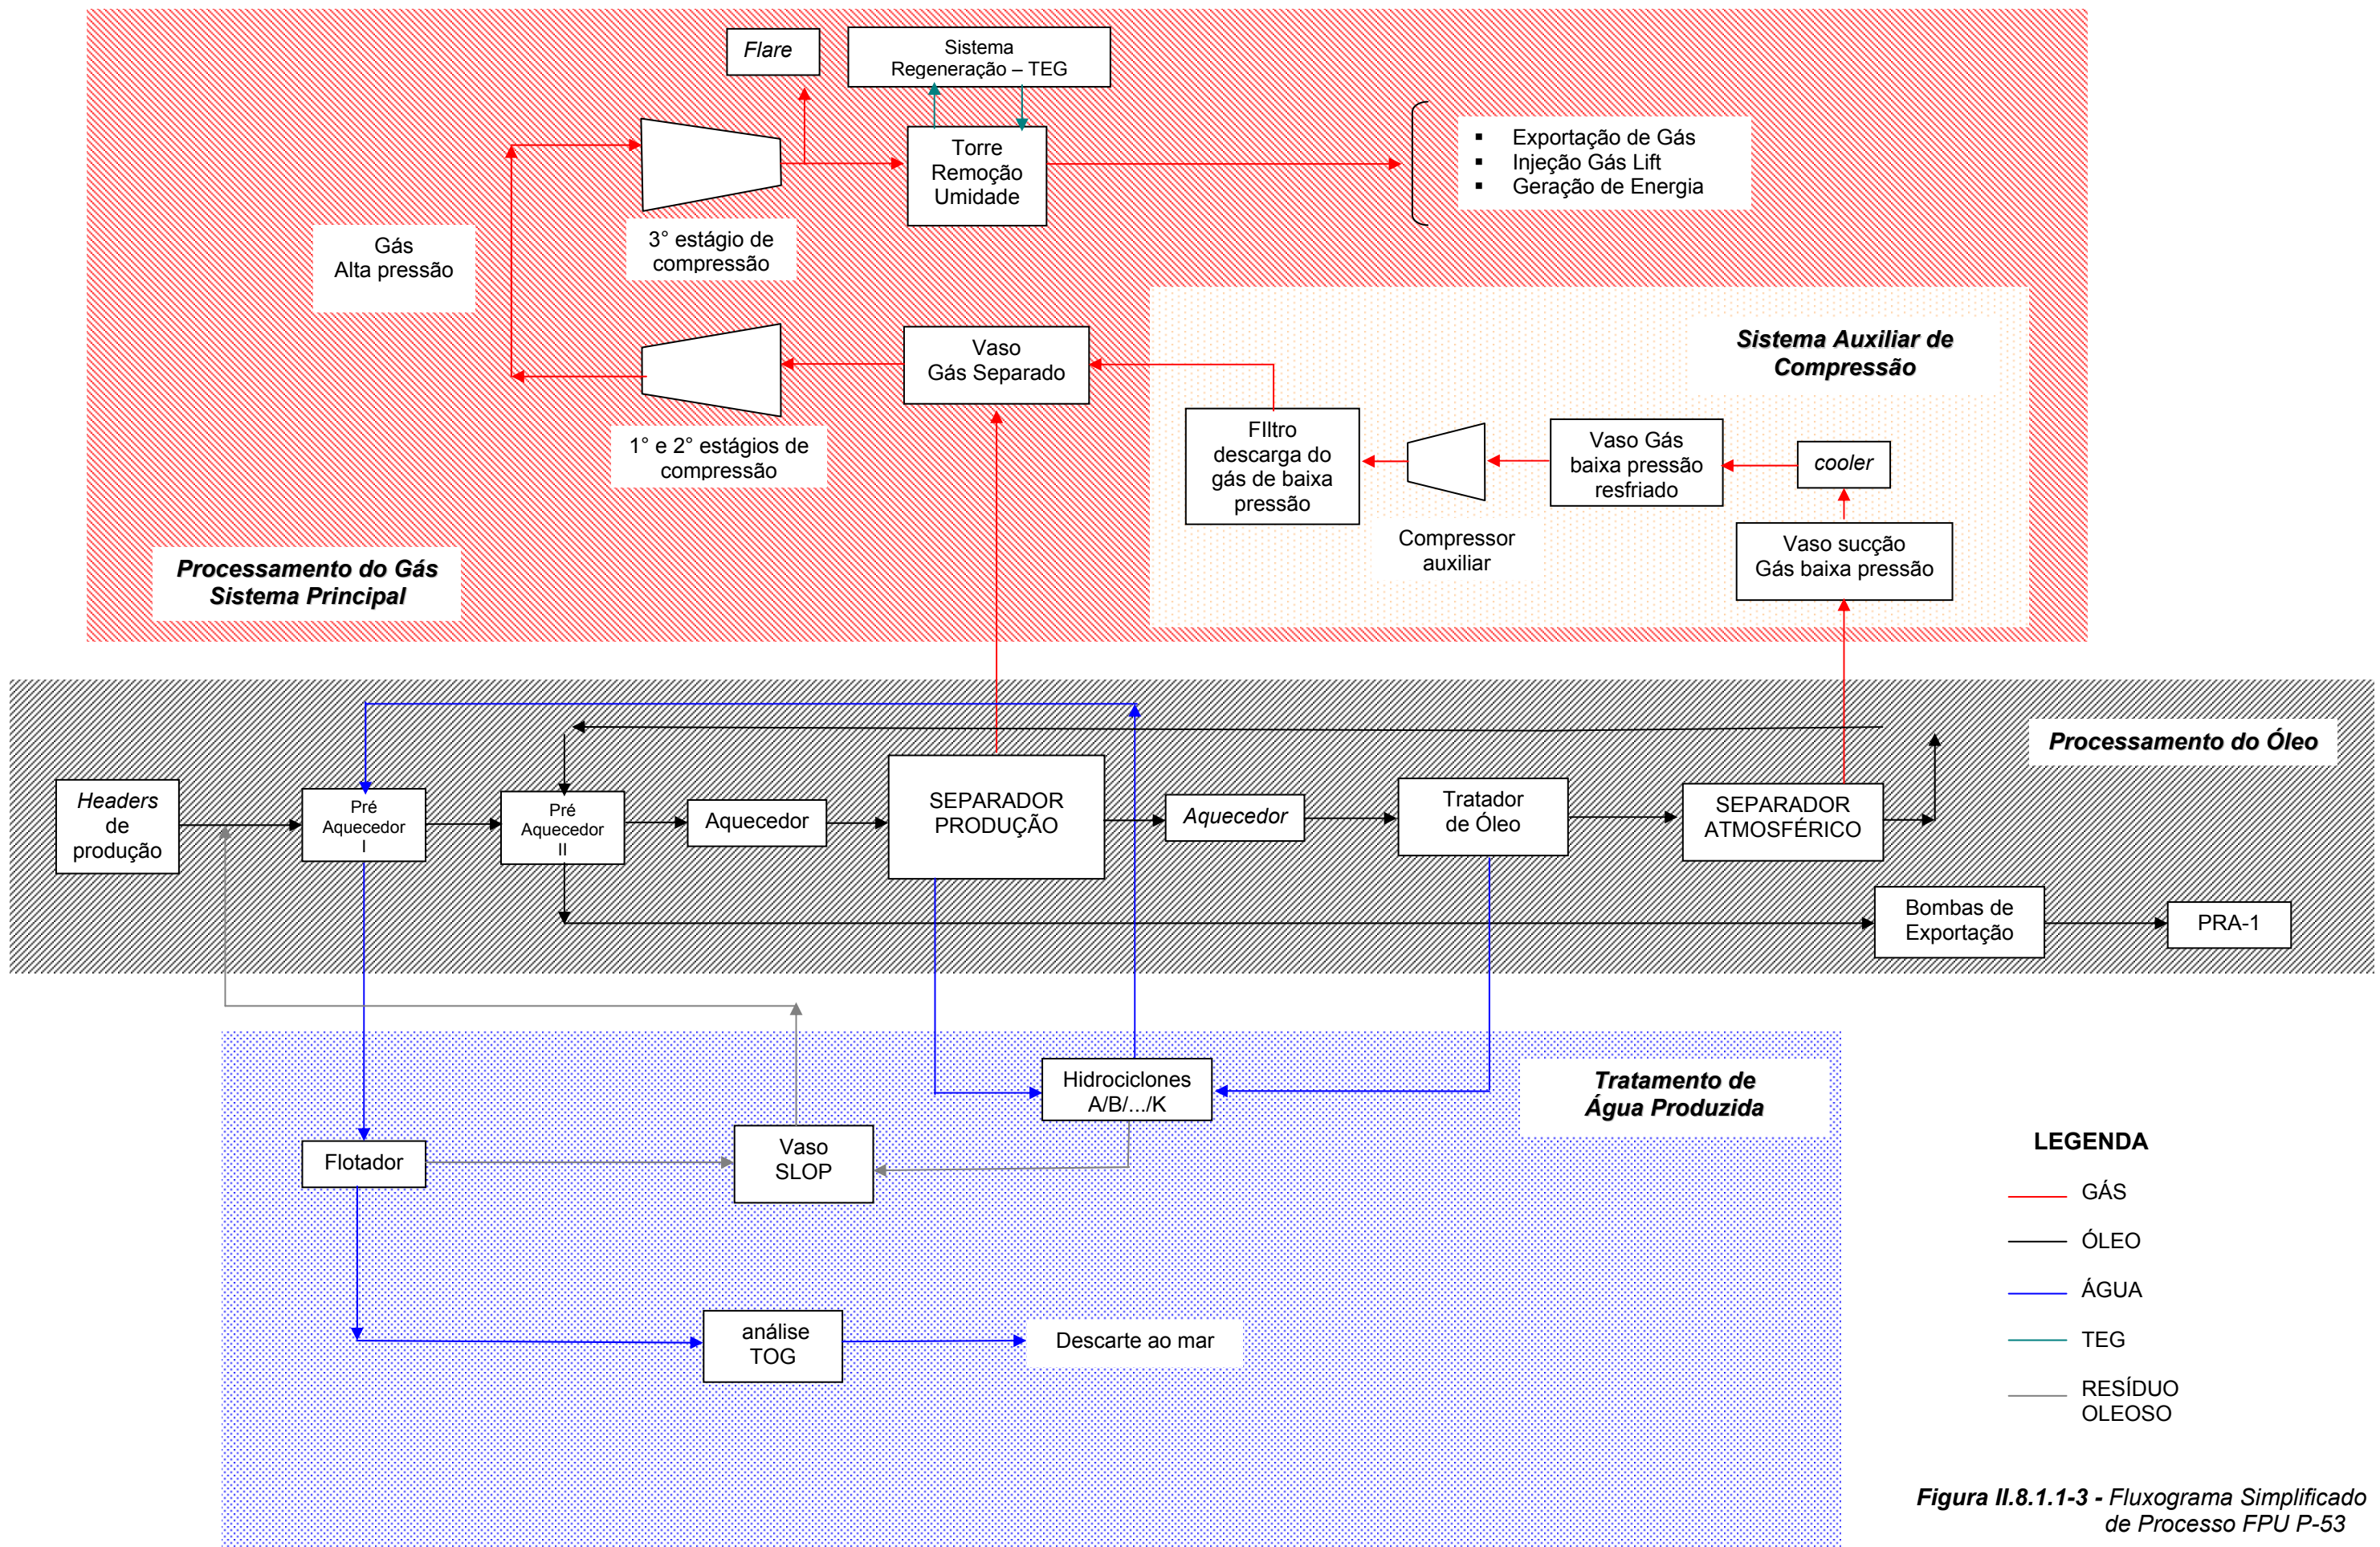 Flare
Sistema
Regeneração – TEG
Torre
Remoção
Umidade
▪ Exportação de Gás
▪ Injeção Gás Lift
▪ Geração de Energia
Gás
Alta pressão
3° estágio de
compressão
Sistema Auxiliar de
Compressão
Vaso
Gás Separado
1° e 2° estágios de
compressão
FIltro
descarga do
gás de baixa
pressão
Compressor
auxiliar
Vaso Gás
baixa pressão
resfriado
cooler
Vaso sucção
Gás baixa pressão
Processamento do Gás
Sistema Principal
Processamento do Óleo
Headers
de
produção
Pré
Aquecedor
I
Pré
Aquecedor
II
Aquecedor
SEPARADOR
PRODUÇÃO
Aquecedor
Tratador
de Óleo
SEPARADOR
ATMOSFÉRICO
Bombas de
Exportação
PRA-1
Hidrociclones
A/B/.../K
Tratamento de
Água Produzida
Flotador
Vaso
SLOP
análise
TOG
Descarte ao mar
LEGENDA
GÁS
ÓLEO
ÁGUA
TEG
RESÍDUO
OLEOSO
Figura II.8.1.1-3 - Fluxograma Simplificado
de Processo FPU P-53